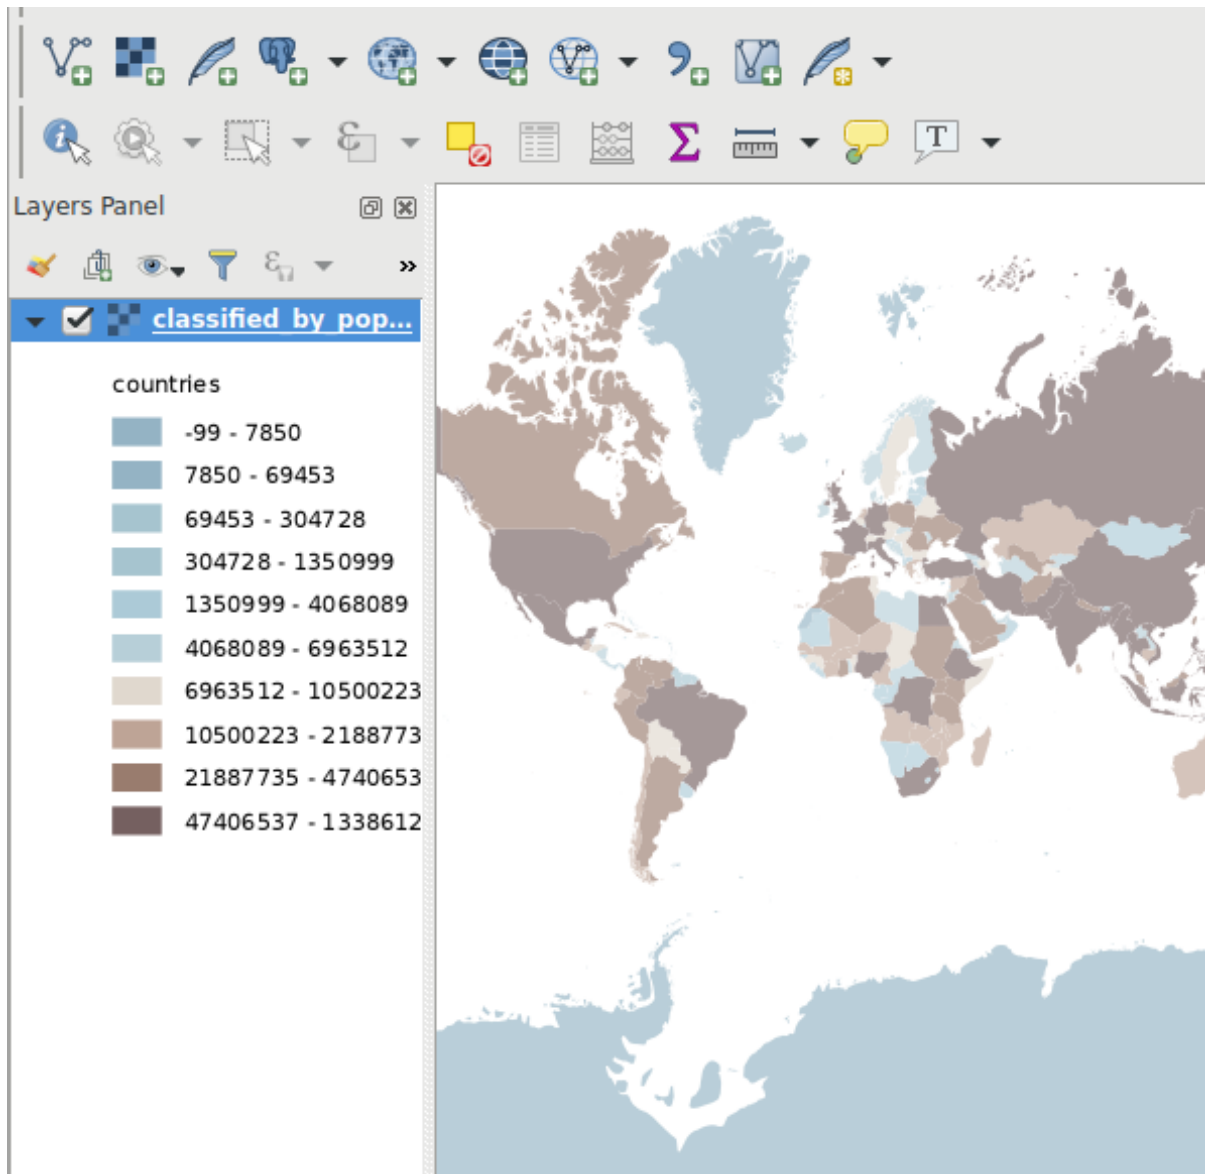 T
Layers Panel
classified_by_pop...
countries
-99 - 7850
7850 - 69453
69453 - 304728
304728 - 1350999
1350999 - 4068089
4068089 - 6963512
6963512 - 10500223
10500223 - 2188773
21887735 - 4740653
47406537 - 1338612